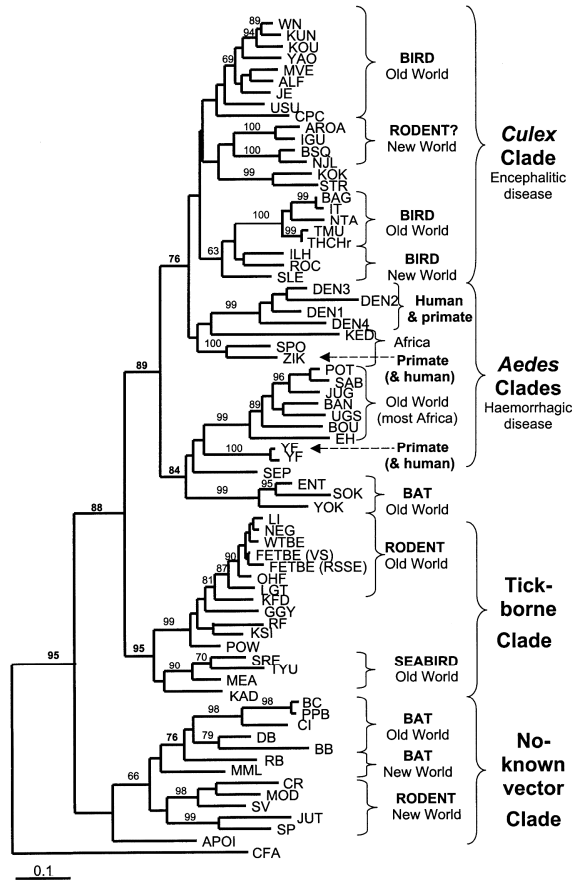 89 WN
94 KUN
KOU
69 YAO
MVE
ALF
JE
USU
CPC
BIRD
Old World
100 AROA
IGU
100 BSQ
NJL
RODENT?
New World
99 KOK
STR
99 BAG
IT
100 NTA
99 TMU
THCHr
BIRD
Old World
63 ILH
ROC
SLE
BIRD
New World
Culex
Clade
Encephalitic
disease
76
DEN3
99 DEN2
DEN1
DEN4
Human
& primate
KED
100 SPO
ZIK
Africa
Primate
(& human)
POT
96 SAB
JUG
89 BAN
UGS
99 BOU
EH
Old World
(most Africa)
100 YF
YF
Primate
(& human)
Aedes
Clades
Haemorrhagic
disease
89
84 SEP
95 ENT
99 SOK
YOK
BAT
Old World
88
LI
NEG
WTBE
90 FETBE (VS)
87 FETBE (RSSE)
81 OHF
LGT
KFD
GGY
RODENT
Old World
99 RF
KSI
POW
95
70 SRE
90 TYU
MEA
KAD
SEABIRD
Old World
Tick-
borne
Clade
95
98 BC
98 PPB
CI
79 DB
76 BB
BAT
Old World
RB
MML
BAT
New World
66
98 CR
MOD
SV
99 JUT
SP
RODENT
New World
APOI
CFA
No-
known
vector
Clade
0.1